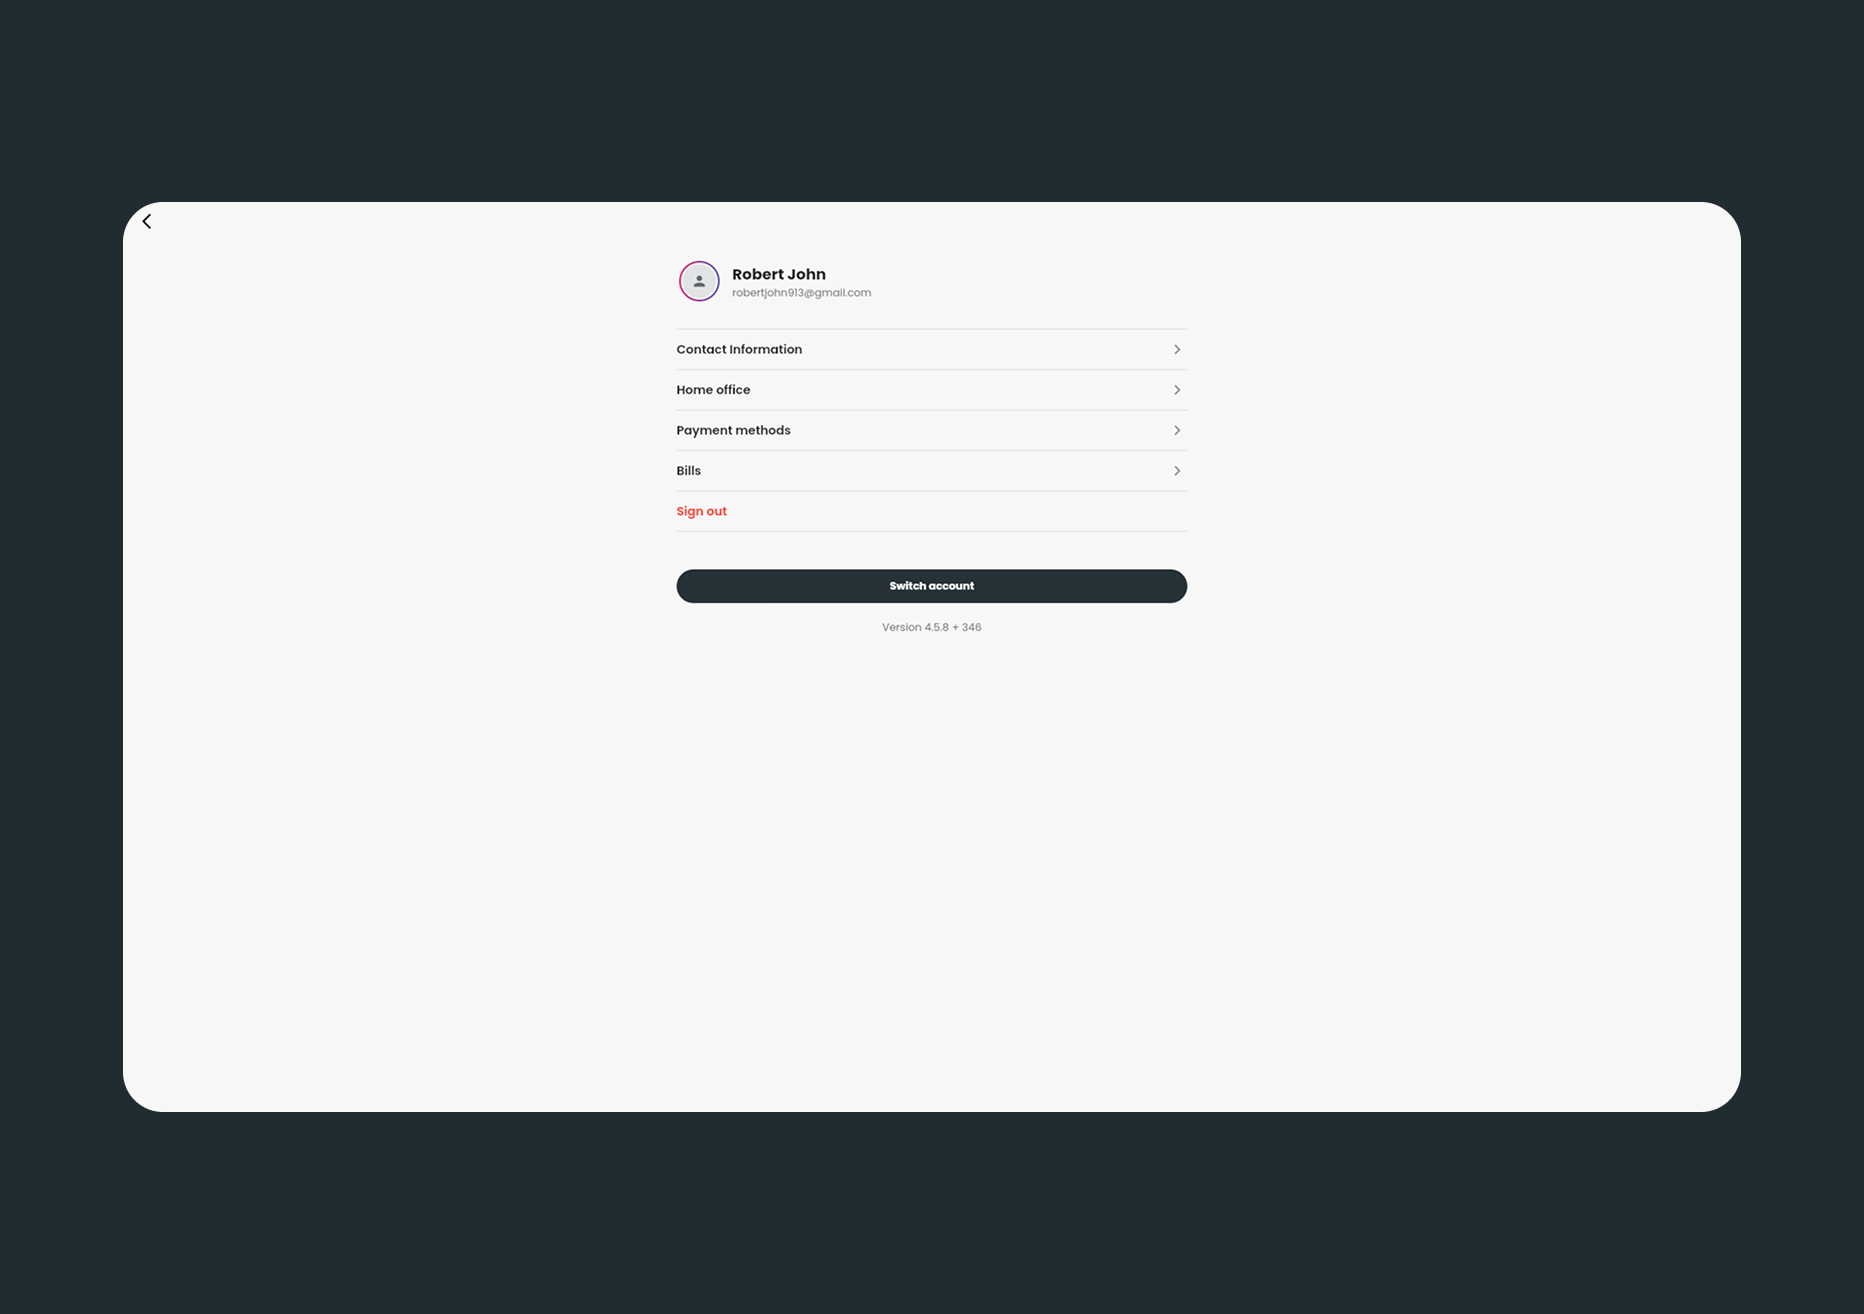 Robert John
robertjohn913@gmail.com
Contact Information
Home office
Payment methods
Bills
Sign out
Switch account
Version 4.5.8 + 346